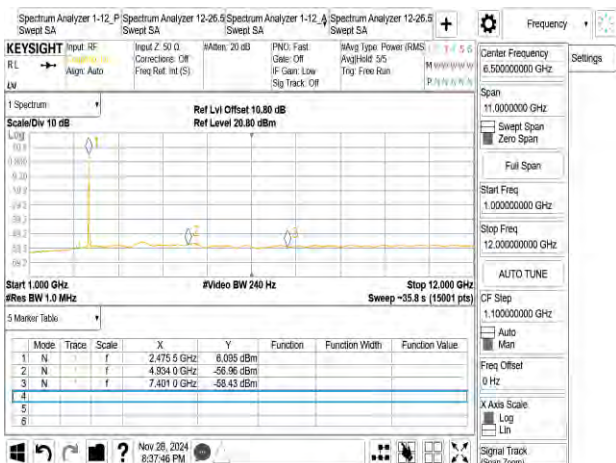 Spectrum Analyzer 1-12_P
Swept SA
Spectrum Analyzer 12-26.5
Swept SA
Spectrum Analyzer 1-12_A
Swept SA
Spectrum Analyzer 12-26.5
Swept SA
+
Frequency
Settings
KEYSIGHT
RL
Input: RF
Align: Auto
Input Z: 50 Ω
Corrections: Off
Freq Ref: Int (S)
#Atten: 20 dB
PNO: Fast
Gate: Off
IF Gain: Low
Sig Track: Off
#Avg Type: Power (RMS)
Avg|Hold: 5/5
Trig: Free Run
M W W W W W
P N N N N N
1 Spectrum
Scale/Div 10 dB
Log
Ref Lvl Offset 10.80 dB
Ref Level 20.80 dBm
1
2
3
Start 1.000 GHz
#Res BW 1.0 MHz
#Video BW 240 Hz
Stop 12.000 GHz
Sweep ~35.8 s (15001 pts)
5 Marker Table
Mode Trace Scale X Y Function Function Width Function Value
1 N f 2.475 5 GHz 6.095 dBm
2 N f 4.934 0 GHz -56.96 dBm
3 N f 7.401 0 GHz -58.43 dBm
4
5
6
?
Nov 28, 2024
8:37:46 PM
Center Frequency
6.500000000 GHz
Span
11.0000000 GHz
Swept Span
Zero Span
Full Span
Start Freq
1.000000000 GHz
Stop Freq
12.000000000 GHz
AUTO TUNE
CF Step
1.100000000 GHz
Auto
Man
Freq Offset
0 Hz
X Axis Scale
Log
Lin
Signal Track
(Span Zoom)